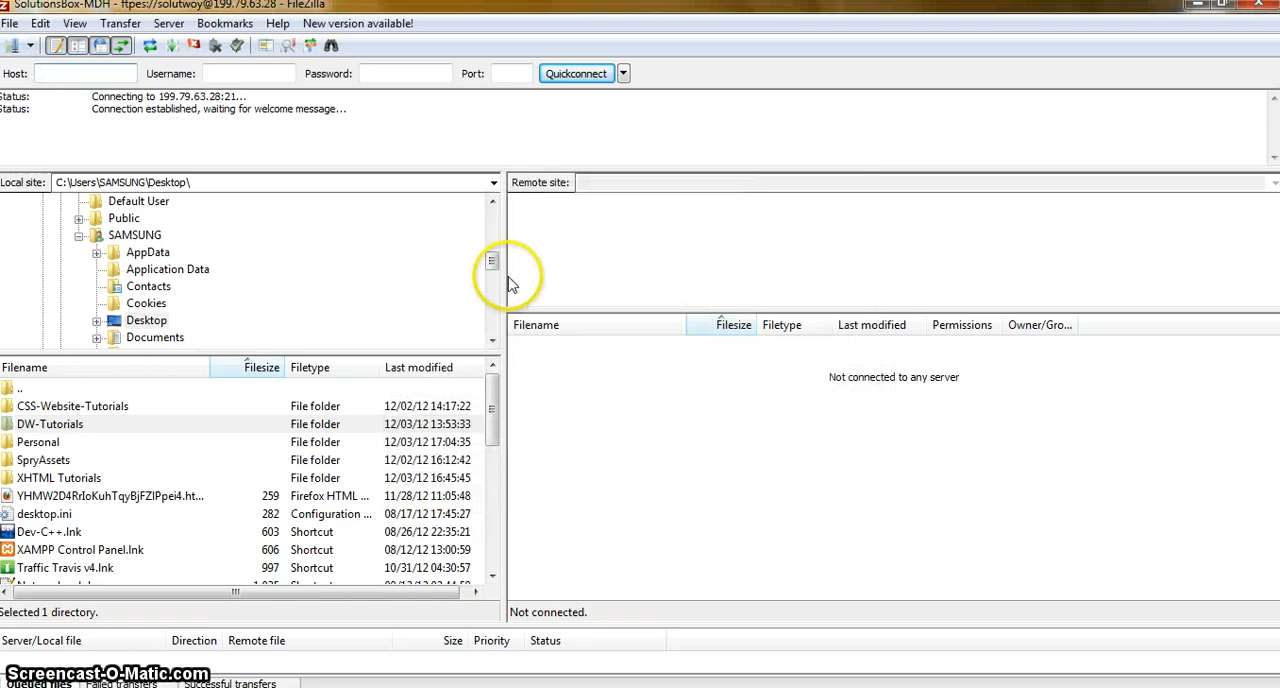 SolutionsBox-MDH - ftpes://solutwoy@199.79.63.28 - FileZilla
File Edit View Transfer Server Bookmarks Help New version available!
Host: Username: Password: Port: Quickconnect
Status: Connecting to 199.79.63.28:21...
Status: Connection established, waiting for welcome message...
Local site: C:\Users\SAMSUNG\Desktop\ Remote site:
Default User
Public
SAMSUNG
AppData
Application Data
Contacts
Cookies
Desktop
Documents
Filename Filesize Filetype Last modified Permissions Owner/Gro...
Not connected to any server
Filename Filesize Filetype Last modified
..
CSS-Website-Tutorials File folder 12/02/12 14:17:22
DW-Tutorials File folder 12/03/12 13:53:33
Personal File folder 12/03/12 17:04:35
SpryAssets File folder 12/02/12 16:12:42
XHTML Tutorials File folder 12/03/12 16:45:45
YHMW2D4RrIoKuhTqyBjFZIPpei4.ht... 259 Firefox HTML ... 11/28/12 11:05:48
desktop.ini 282 Configuration ... 08/17/12 17:45:27
Dev-C++.lnk 603 Shortcut 08/26/12 22:35:21
XAMPP Control Panel.lnk 606 Shortcut 08/12/12 13:00:59
Traffic Travis v4.lnk 997 Shortcut 10/31/12 04:30:57
Selected 1 directory. Not connected.
Server/Local file Direction Remote file Size Priority Status
Screencast-O-Matic.com
Queued files Failed transfers Successful transfers